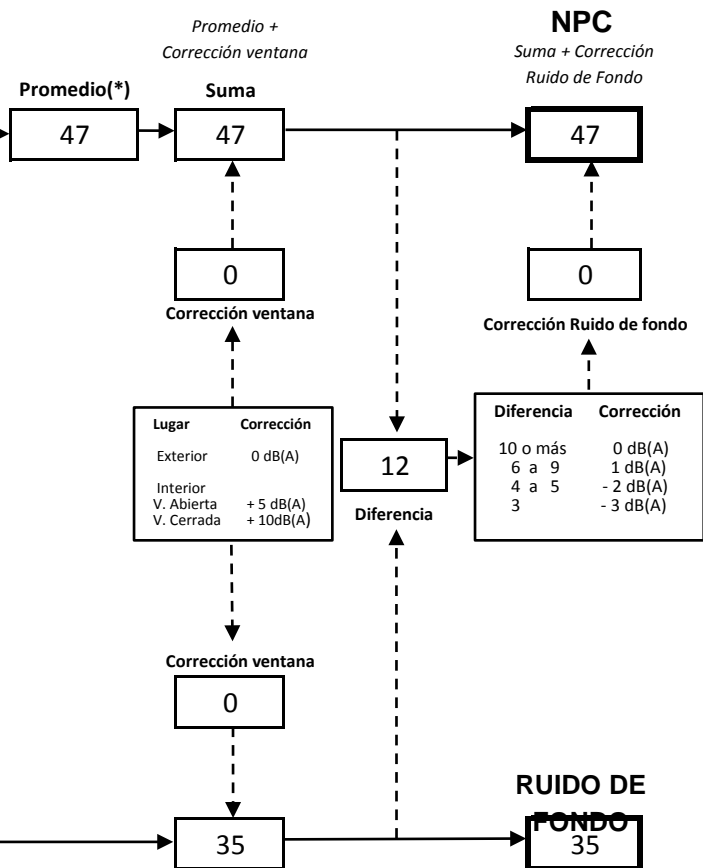 Promedio +
Corrección ventana
NPC
Suma + Corrección
Ruido de Fondo
Promedio(*)
Suma
47
47
47
0
0
Corrección ventana
Corrección Ruido de fondo
Lugar Corrección
Exterior 0 dB(A)
Interior
V. Abierta + 5 dB(A)
V. Cerrada + 10dB(A)
12
Diferencia
Diferencia Corrección
10 o más 0 dB(A)
6 a 9 1 dB(A)
4 a 5 - 2 dB(A)
3 - 3 dB(A)
Corrección ventana
0
RUIDO DE
FONDO
35
35